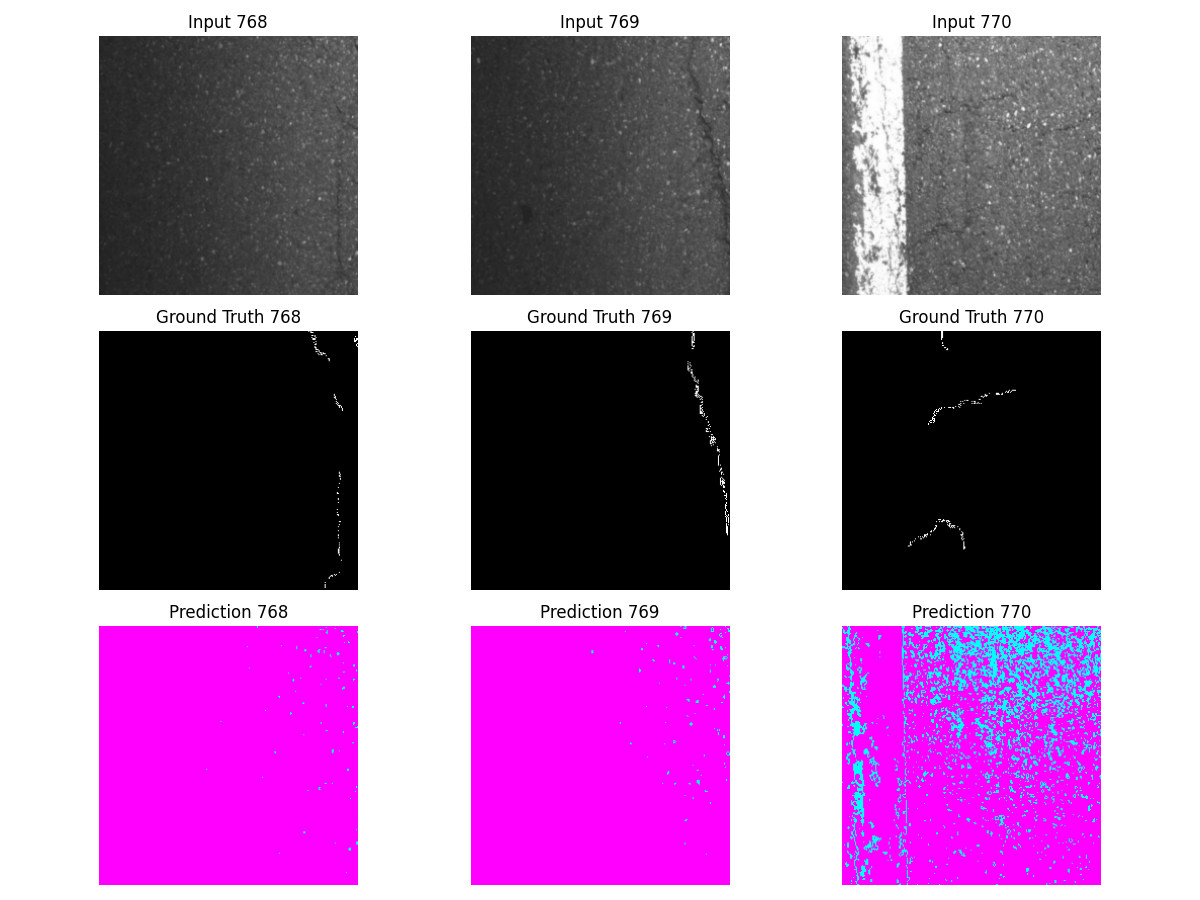 Input 768
Input 769
Input 770
Ground Truth 768
Ground Truth 769
Ground Truth 770
Prediction 768
Prediction 769
Prediction 770